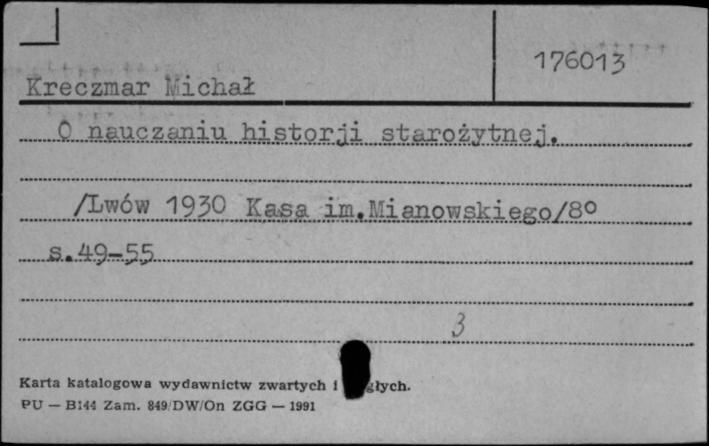 176013
Kreczmar Michał
O nauczaniu historji starożytnej.
/Lwów 1930 Kasa im.Mianowskiego/8°
s.49-55
3
Karta katalogowa wydawnictw zwartych i głych.
PU — B144 Zam. 849/DW/On ZGG — 1991